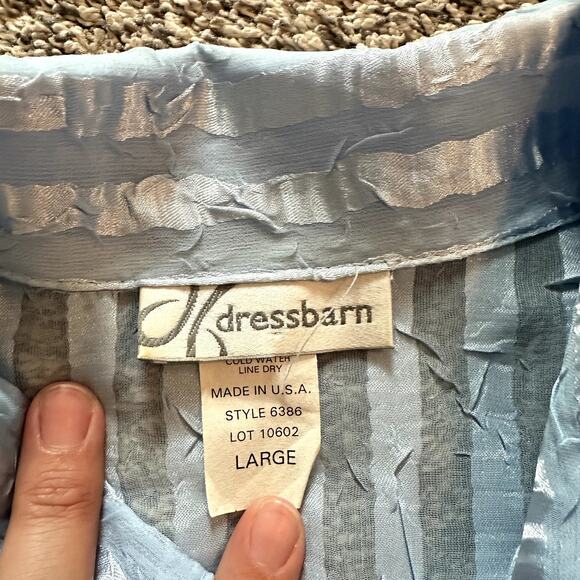 dressbarn
COLD WATER
LINE DRY
MADE IN U.S.A.
STYLE 6386
LOT 10602
LARGE